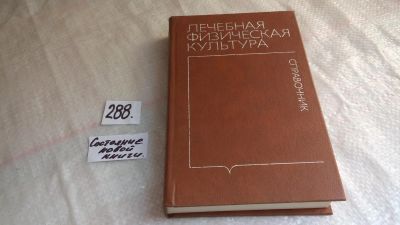 ЛЕЧЕБНАЯ
ФИЗИЧЕСКАЯ
КУЛЬТУРА
СПРАВОЧНИК
288.
Состояние
новой
книги.